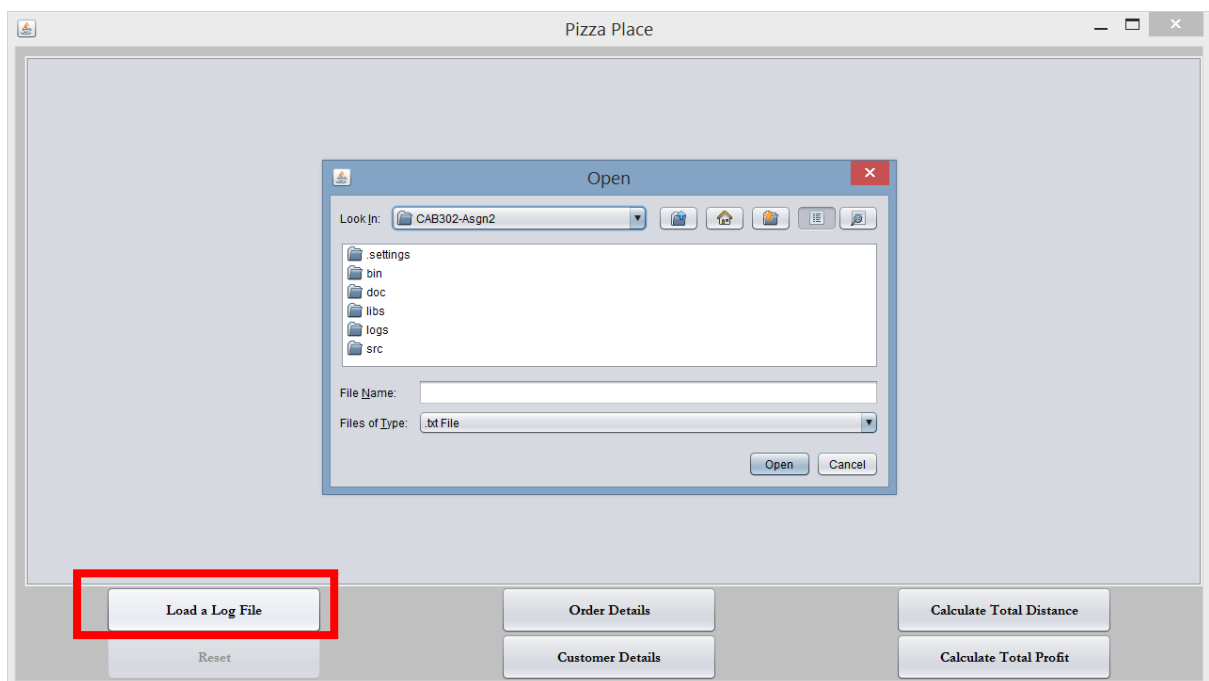 Pizza Place
Open
Look In: CAB302-Asgn2
.settings
bin
doc
libs
logs
src
File Name:
Files of Type: .txt File
Open Cancel
Load a Log File Order Details Calculate Total Distance
Reset Customer Details Calculate Total Profit